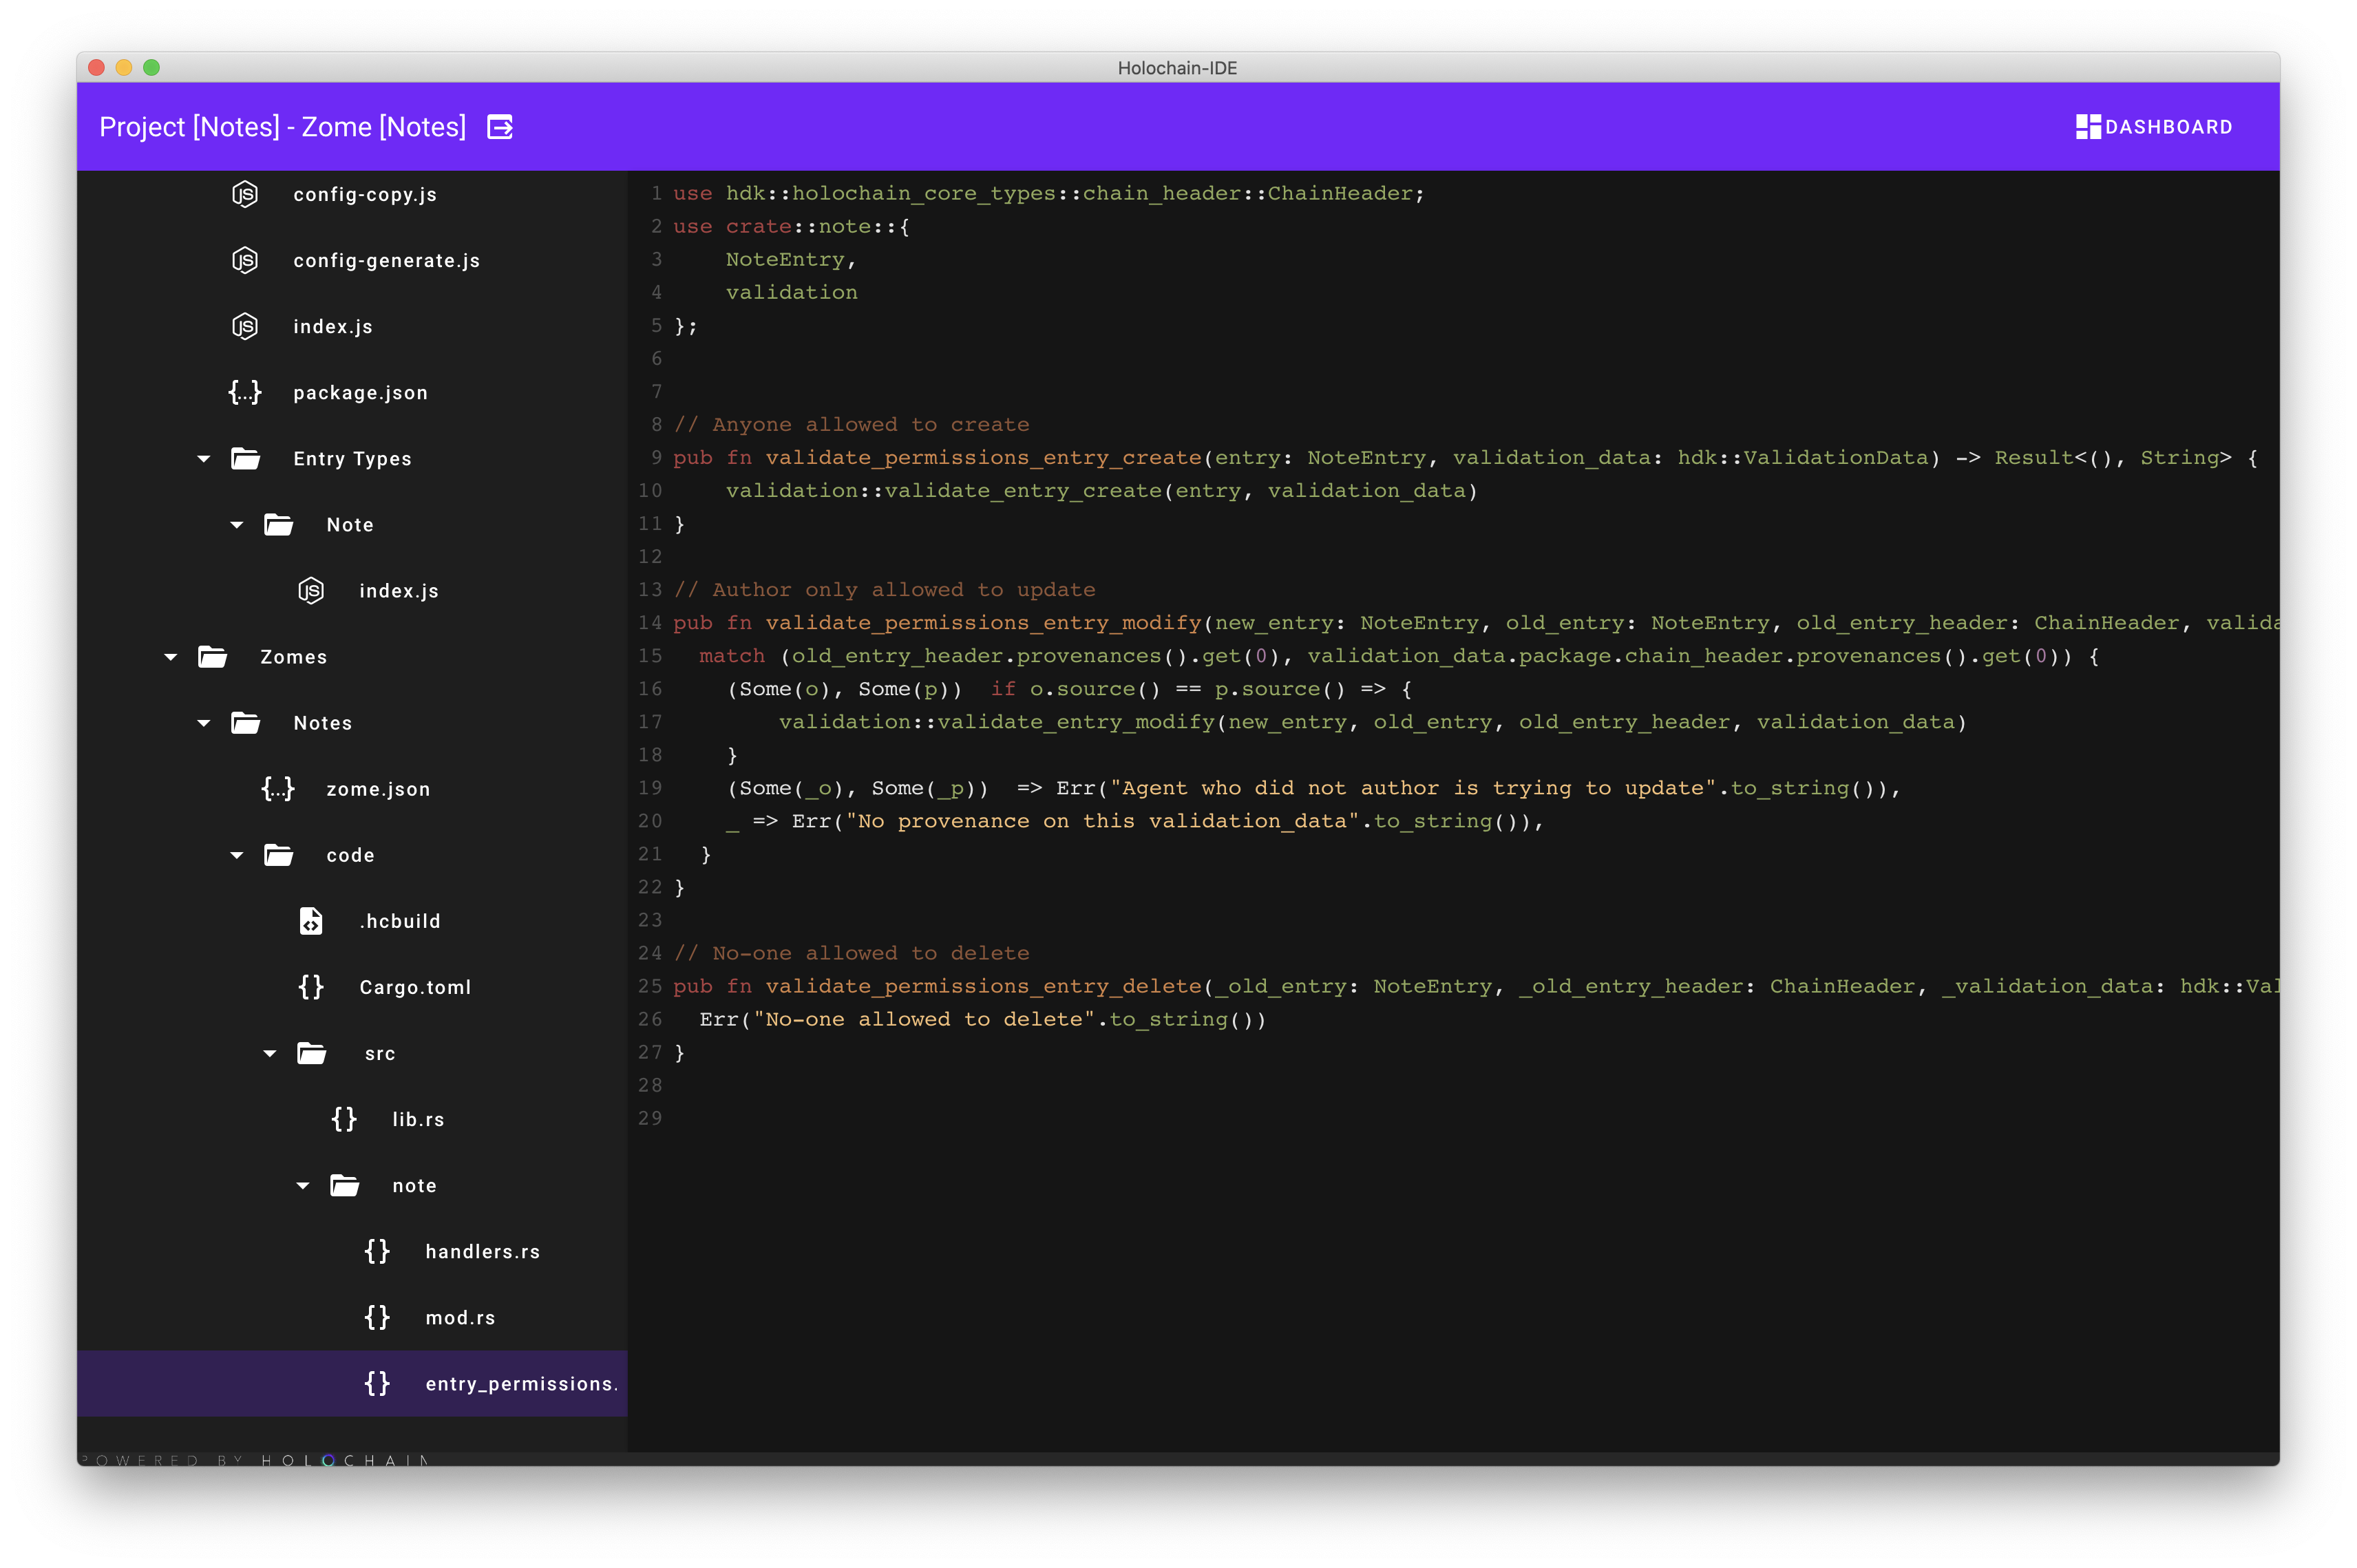 Holochain-IDE
Project [Notes] - Zome [Notes]
DASHBOARD
config-copy.js
config-generate.js
index.js
package.json
Entry Types
Note
index.js
Zomes
Notes
zome.json
code
.hcbuild
Cargo.toml
src
lib.rs
note
handlers.rs
mod.rs
entry_permissions.
POWERED BY HOLOCHAIN
1 use hdk::holochain_core_types::chain_header::ChainHeader;
2 use crate::note::{
3     NoteEntry,
4     validation
5 };
6
7
8 // Anyone allowed to create
9 pub fn validate_permissions_entry_create(entry: NoteEntry, validation_data: hdk::ValidationData) -> Result<(), String> {
10     validation::validate_entry_create(entry, validation_data)
11 }
12
13 // Author only allowed to update
14 pub fn validate_permissions_entry_modify(new_entry: NoteEntry, old_entry: NoteEntry, old_entry_header: ChainHeader, valida
15   match (old_entry_header.provenances().get(0), validation_data.package.chain_header.provenances().get(0)) {
16     (Some(o), Some(p))  if o.source() == p.source() => {
17         validation::validate_entry_modify(new_entry, old_entry, old_entry_header, validation_data)
18     }
19     (Some(_o), Some(_p))  => Err("Agent who did not author is trying to update".to_string()),
20     _ => Err("No provenance on this validation_data".to_string()),
21   }
22 }
23
24 // No-one allowed to delete
25 pub fn validate_permissions_entry_delete(_old_entry: NoteEntry, _old_entry_header: ChainHeader, _validation_data: hdk::Val
26   Err("No-one allowed to delete".to_string())
27 }
28
29